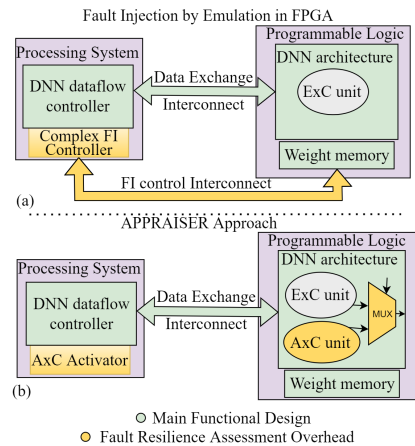 Fault Injection by Emulation in FPGA
Processing System
DNN dataflow
controller
Complex FI
Controller
Data Exchange
Interconnect
Programmable Logic
DNN architecture
ExC unit
Weight memory
FI control Interconnect
(a)
APPRAISER Approach
Processing System
DNN dataflow
controller
AxC Activator
Data Exchange
Interconnect
Programmable Logic
DNN architecture
ExC unit
MUX
AxC unit
Weight memory
(b)
Main Functional Design
Fault Resilience Assessment Overhead